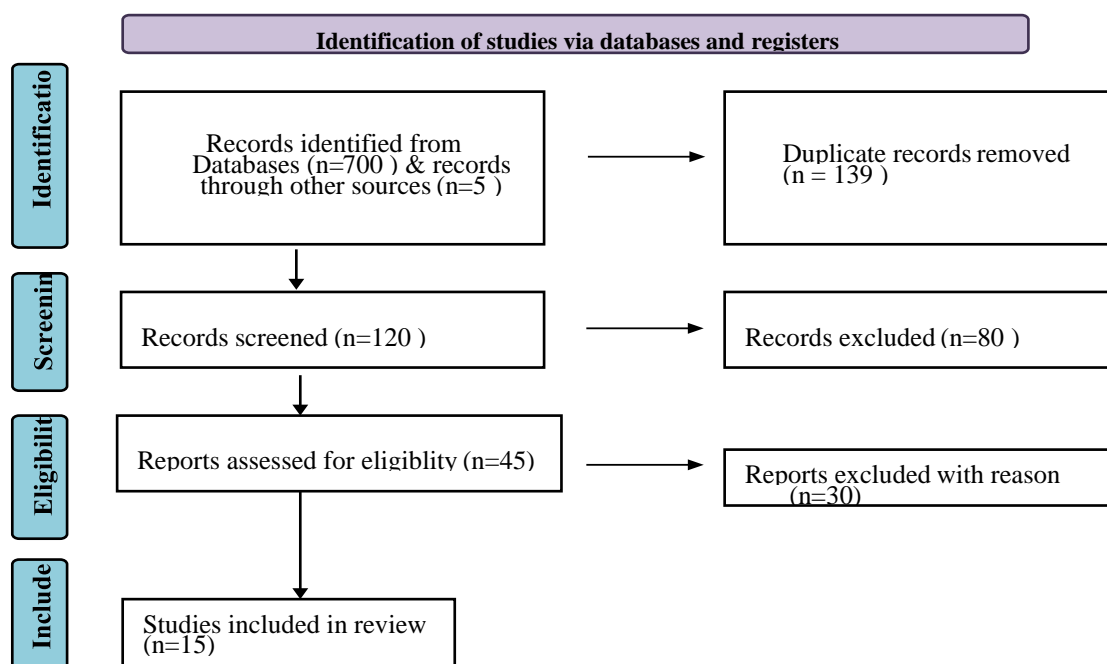 Identification of studies via databases and registers
Identificatio
Records identified from
Databases (n=700 ) & records
through other sources (n=5 )
Duplicate records removed
(n = 139 )
Screenin
Records screened (n=120 )
Records excluded (n=80 )
Eligibilit
Reports assessed for eligiblity (n=45)
Reports excluded with reason
(n=30)
Include
Studies included in review
(n=15)